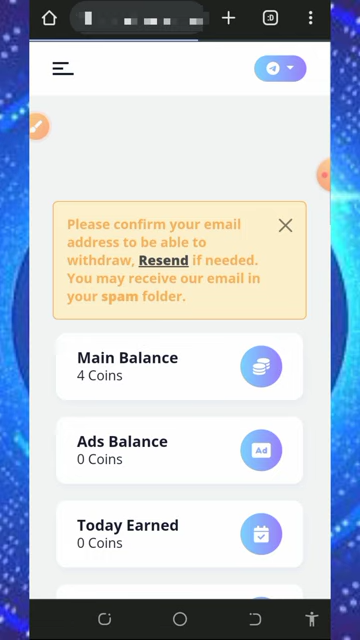 :D
Please confirm your email
address to be able to
withdraw, Resend if needed.
You may receive our email in
your spam folder.
Main Balance
4 Coins
Ads Balance
0 Coins
Ad
Today Earned
0 Coins